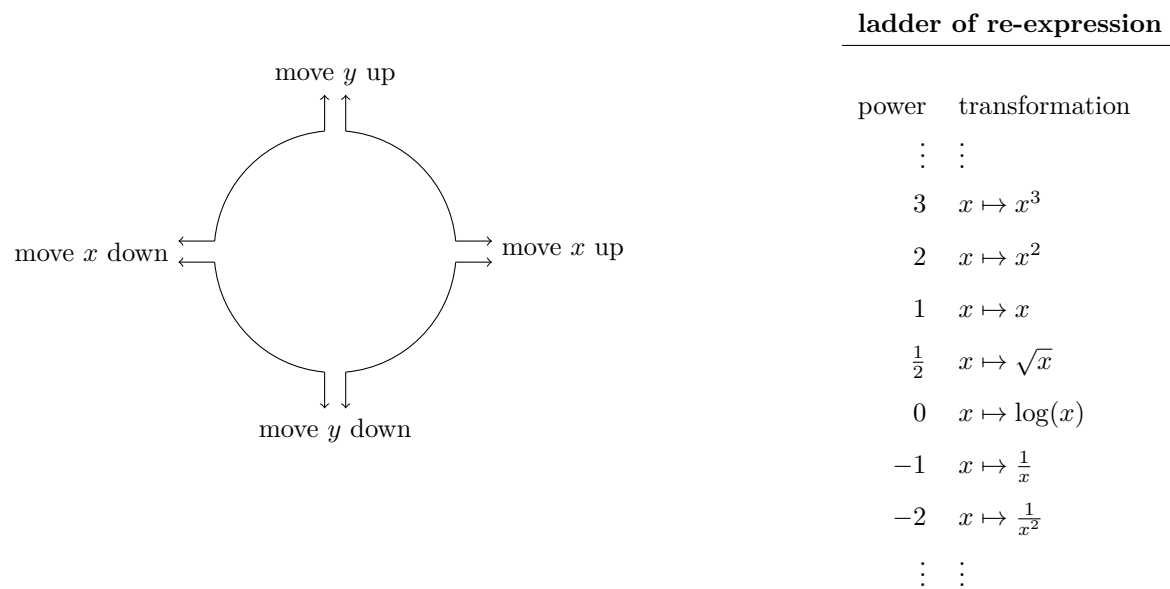 ladder of re-expression
move y up
move x down
move x up
move y down
power transformation
⋮ ⋮
3 x ↦ x³
2 x ↦ x²
1 x ↦ x
½ x ↦ √x
0 x ↦ log(x)
−1 x ↦ 1/x
−2 x ↦ 1/x²
⋮ ⋮